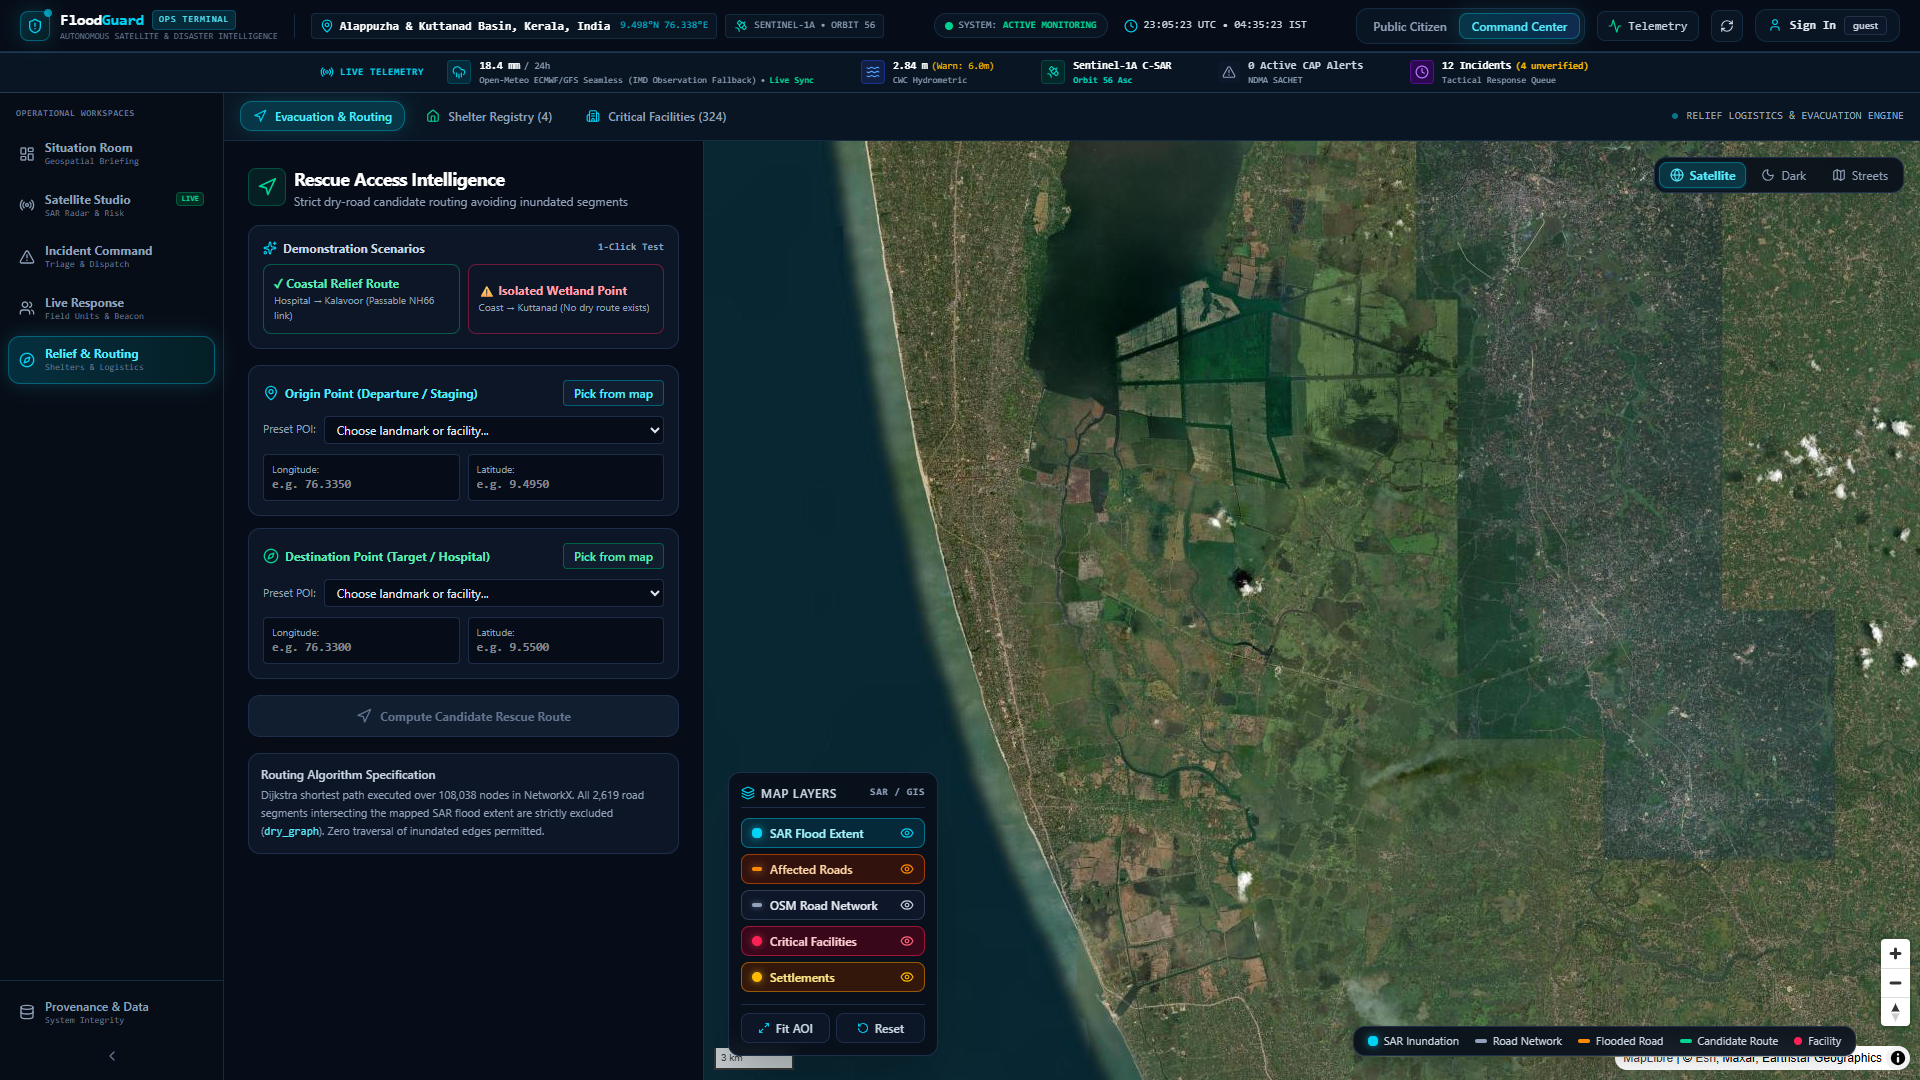 FloodGuard OPS TERMINAL
AUTONOMOUS SATELLITE & DISASTER INTELLIGENCE
Alappuzha & Kuttanad Basin, Kerala, India 9.498°N 76.338°E
SENTINEL-1A • ORBIT 56
SYSTEM: ACTIVE MONITORING
23:05:23 UTC • 04:35:23 IST
Public Citizen
Command Center
Telemetry
Sign In guest
LIVE TELEMETRY
18.4 mm / 24h
Open-Meteo ECMWF/GFS Seamless (IMD Observation Fallback) • Live Sync
2.84 m (Warn: 6.0m)
CWC Hydrometric
Sentinel-1A C-SAR
Orbit 56 Asc
0 Active CAP Alerts
NDMA SACHET
12 Incidents (4 unverified)
Tactical Response Queue
OPERATIONAL WORKSPACES
Situation Room
Geospatial Briefing
Satellite Studio
SAR Radar & Risk
LIVE
Incident Command
Triage & Dispatch
Live Response
Field Units & Beacon
Relief & Routing
Shelters & Logistics
Provenance & Data
System Integrity
Evacuation & Routing
Shelter Registry (4)
Critical Facilities (324)
RELIEF LOGISTICS & EVACUATION ENGINE
Rescue Access Intelligence
Strict dry-road candidate routing avoiding inundated segments
Demonstration Scenarios
1-Click Test
✓ Coastal Relief Route
Hospital → Kalavoor (Passable NH66
link)
⚠ Isolated Wetland Point
Coast → Kuttanad (No dry route exists)
Origin Point (Departure / Staging)
Pick from map
Preset POI:
Choose landmark or facility...
Longitude:
e.g. 76.3350
Latitude:
e.g. 9.4950
Destination Point (Target / Hospital)
Pick from map
Preset POI:
Choose landmark or facility...
Longitude:
e.g. 76.3300
Latitude:
e.g. 9.5500
Compute Candidate Rescue Route
Routing Algorithm Specification
Dijkstra shortest path executed over 108,038 nodes in NetworkX. All 2,619 road
segments intersecting the mapped SAR flood extent are strictly excluded
(dry_graph). Zero traversal of inundated edges permitted.
Satellite
Dark
Streets
MAP LAYERS
SAR / GIS
SAR Flood Extent
Affected Roads
OSM Road Network
Critical Facilities
Settlements
Fit AOI
Reset
3 km
SAR Inundation
Road Network
Flooded Road
Candidate Route
Facility
MapLibre | © Esri, Maxar, Earthstar Geographics